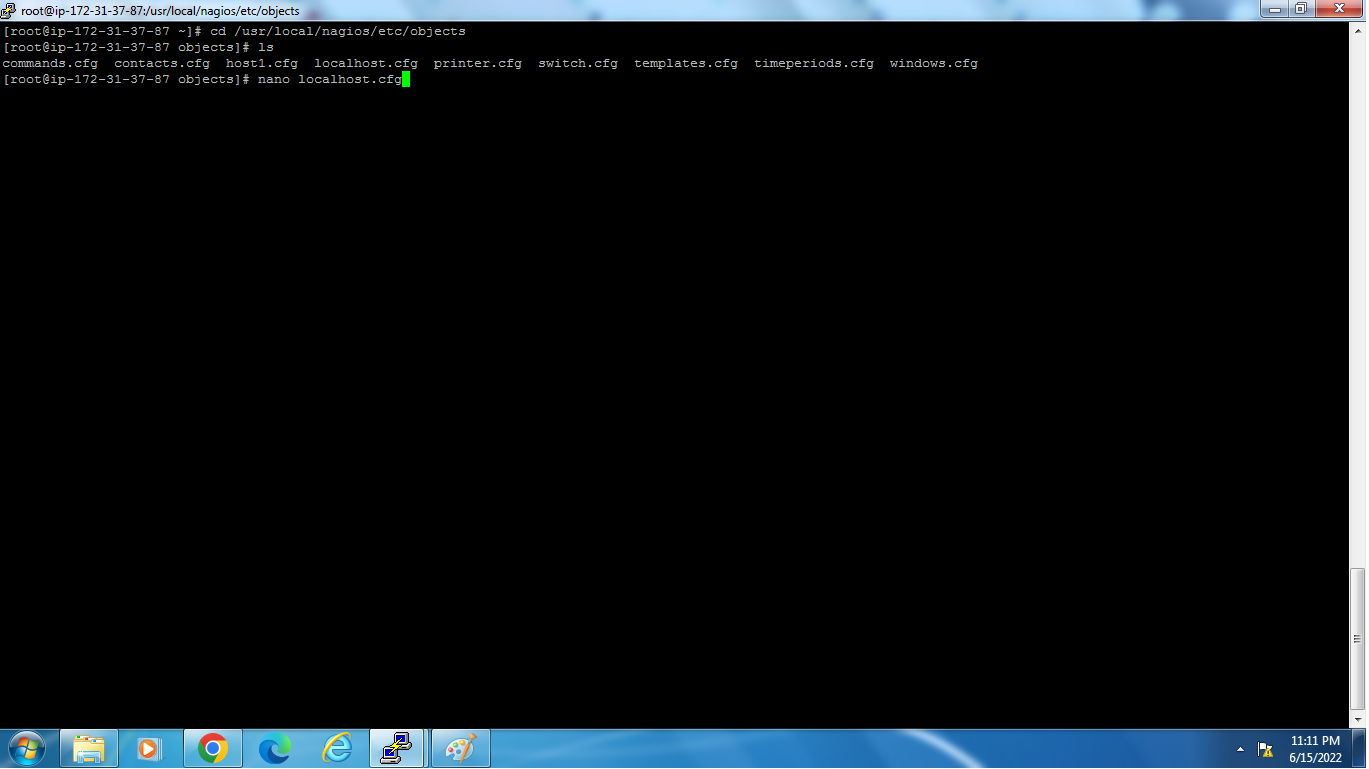 root@ip-172-31-37-87:/usr/local/nagios/etc/objects
[root@ip-172-31-37-87 ~]# cd /usr/local/nagios/etc/objects
[root@ip-172-31-37-87 objects]# ls
commands.cfg  contacts.cfg  host1.cfg  localhost.cfg  printer.cfg  switch.cfg  templates.cfg  timeperiods.cfg  windows.cfg
[root@ip-172-31-37-87 objects]# nano localhost.cfg
11:11 PM
6/15/2022